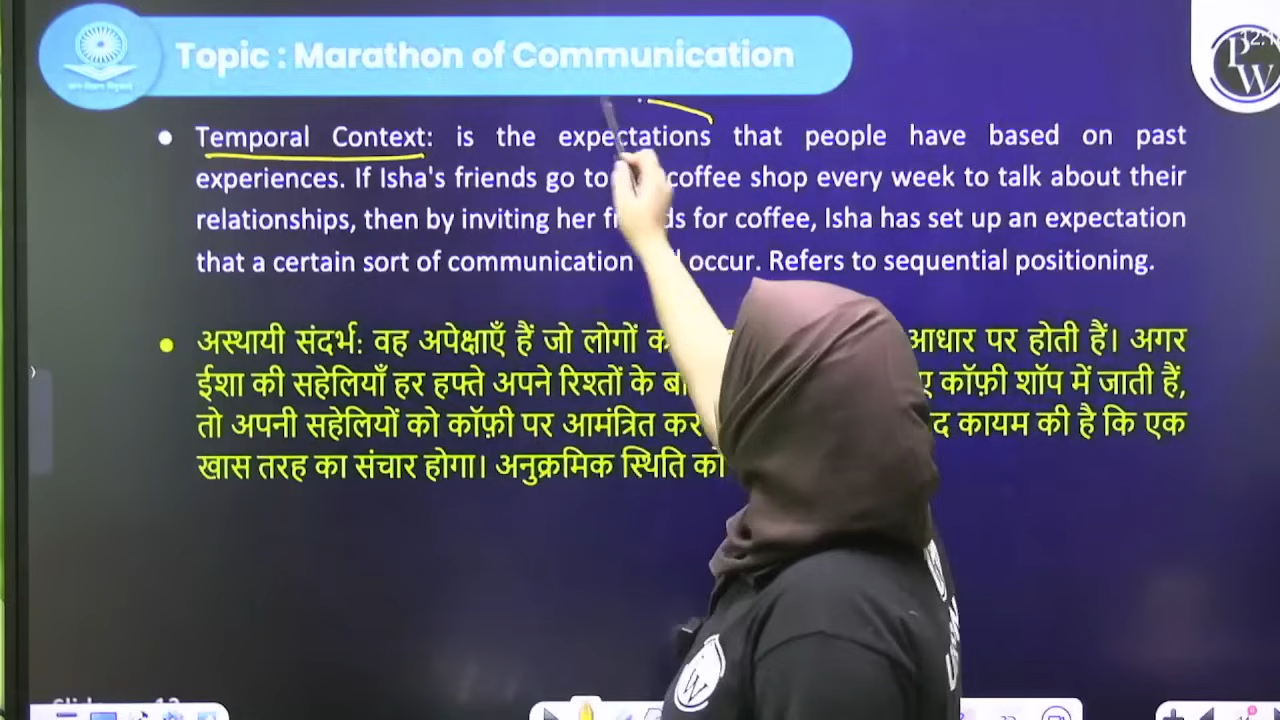 Topic : Marathon of Communication
PW
Temporal Context: is the expectations that people have based on past
experiences. If Isha's friends go to coffee shop every week to talk about their
relationships, then by inviting her for coffee, Isha has set up an expectation
that a certain sort of communication occur. Refers to sequential positioning.
अस्थायी संदर्भ: वह अपेक्षाएँ हैं जो लोगों आधार पर होती हैं। अगर
ईशा की सहेलियाँ हर हफ्ते अपने रिश्तों के कॉफ़ी शॉप में जाती हैं,
तो अपनी सहेलियों को कॉफ़ी पर आमंत्रित कायम की है कि एक
खास तरह का संचार होगा। अनुक्रमिक स्थिति को
W